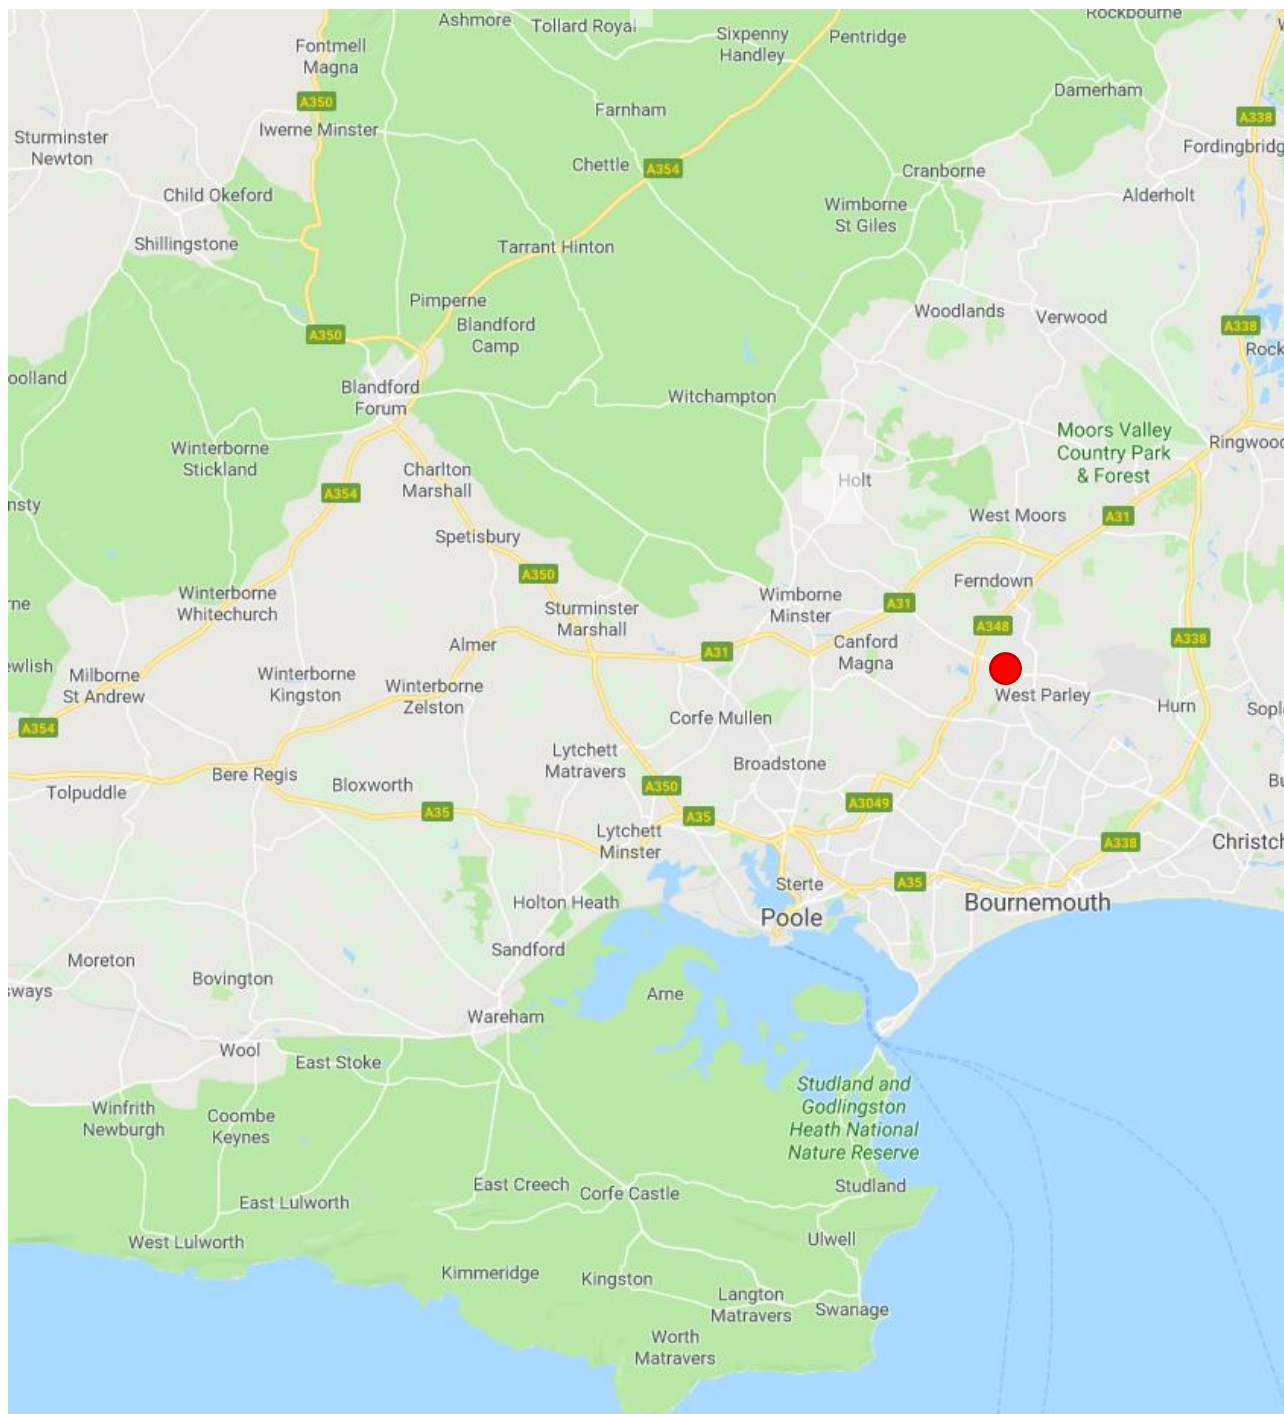 Ashmore
Tollard Royal
Rockbourne
Fontmell
Magna
Sixpenny
Handley
Pentridge
A350
Damerham
Farnham
A338
Iwerne Minster
Sturminster
Newton
Fordingbridg
Chettle
A354
Cranborne
Child Okeford
Alderholt
Wimborne
St Giles
Shillingstone
Tarrant Hinton
Pimperne
Woodlands
Verwood
Blandford
Camp
A350
A338
Rock
oolland
Blandford
Forum
Witchampton
Moors Valley
Country Park
& Forest
Ringwood
Winterborne
Stickland
Charlton
Marshall
Holt
A354
nsty
West Moors
A31
Spetisbury
A350
Ferndown
Winterborne
Whitechurch
Wimborne
Minster
A31
rne
Sturminster
Marshall
A348
A338
Almer
A31
Canford
Magna
ewlish
Milborne
St Andrew
Winterborne
Kingston
Winterborne
Zelston
West Parley
Hurn
Sopl
Corfe Mullen
A354
Lytchett
Matravers
Broadstone
Bere Regis
Bloxworth
A350
Bu
Tolpuddle
A35
A3049
A35
Lytchett
Minster
A338
Christch
Sterte
A35
Holton Heath
Poole
Bournemouth
Sandford
Moreton
Bovington
sways
Arne
Wareham
Wool
East Stoke
Studland and
Godlingston
Heath National
Nature Reserve
Winfrith
Newburgh
Coombe
Keynes
East Creech
Corfe Castle
Studland
East Lulworth
West Lulworth
Ulwell
Kimmeridge
Kingston
Langton
Matravers
Swanage
Worth
Matravers